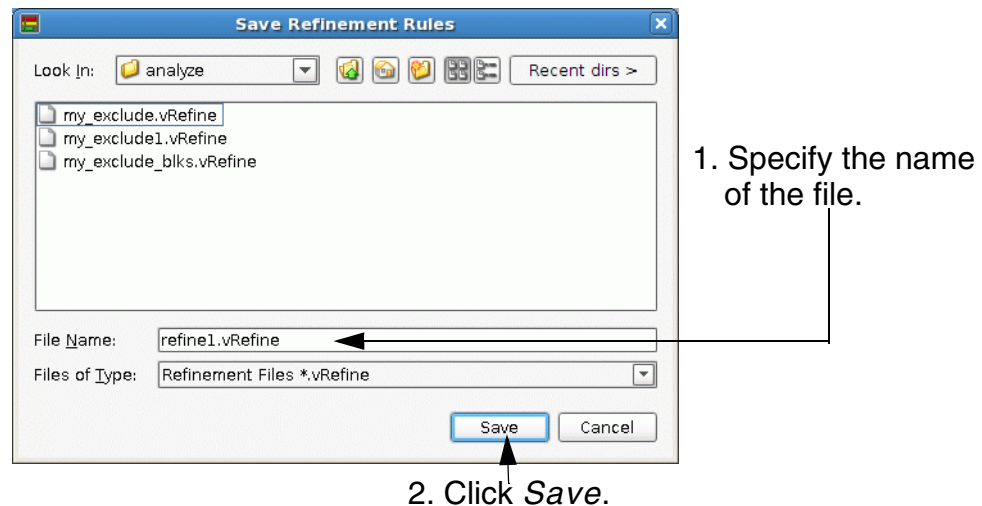 Save Refinement Rules
Look In: analyze Recent dirs >
my_exclude.vRefine
my_exclude1.vRefine
my_exclude_blks.vRefine
1. Specify the name
of the file.
File Name: refine1.vRefine
Files of Type: Refinement Files *.vRefine
Save Cancel
2. Click Save.